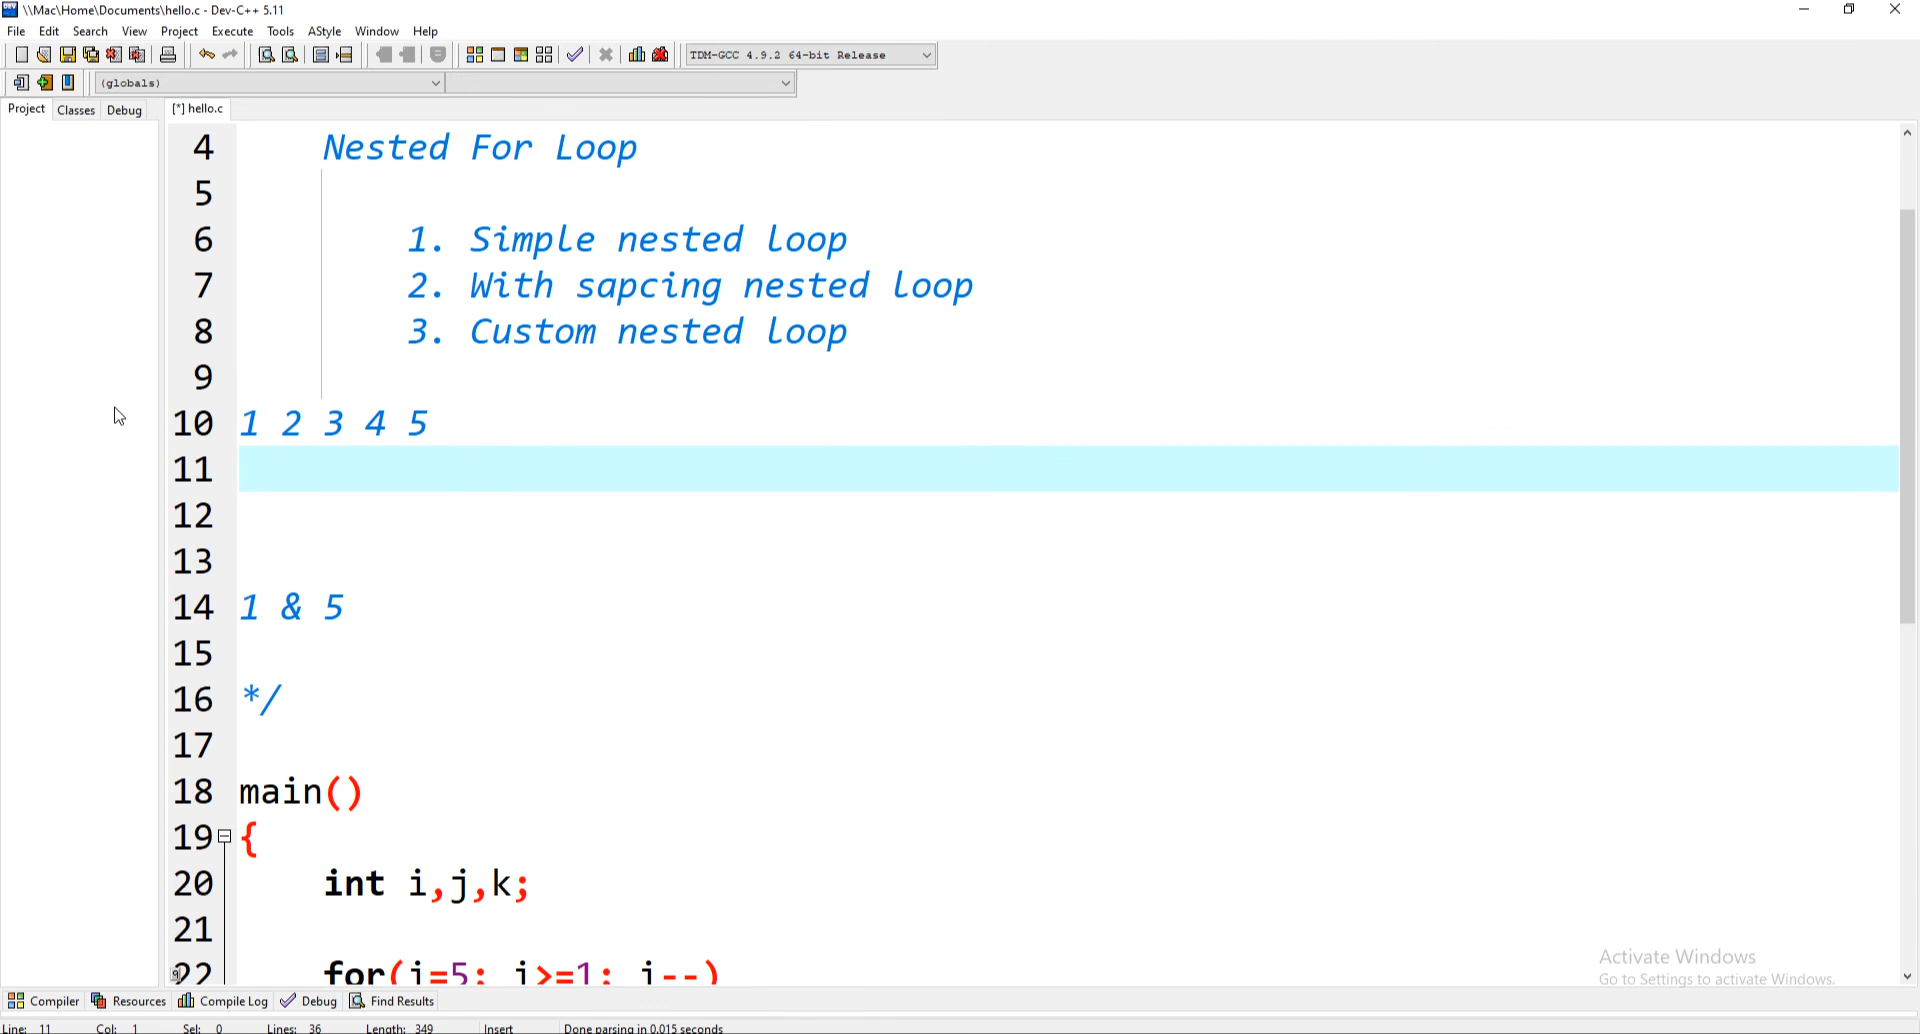 \\Mac\Home\Documents\hello.c - Dev-C++ 5.11
File Edit Search View Project Execute Tools AStyle Window Help
TDM-GCC 4.9.2 64-bit Release
(globals)
Project Classes Debug [*] hello.c
4 Nested For Loop
5
6 1. Simple nested loop
7 2. With sapcing nested loop
8 3. Custom nested loop
9
10 1 2 3 4 5
11
12
13
14 1 & 5
15
16 */
17
18 main()
19 {
20 int i,j,k;
21
22 for(i=5; i>=1; i--)
Activate Windows
Go to Settings to activate Windows.
Compiler Resources Compile Log Debug Find Results
Line: 11 Col: 1 Sel: 0 Lines: 36 Length: 349 Insert Done parsing in 0.015 seconds